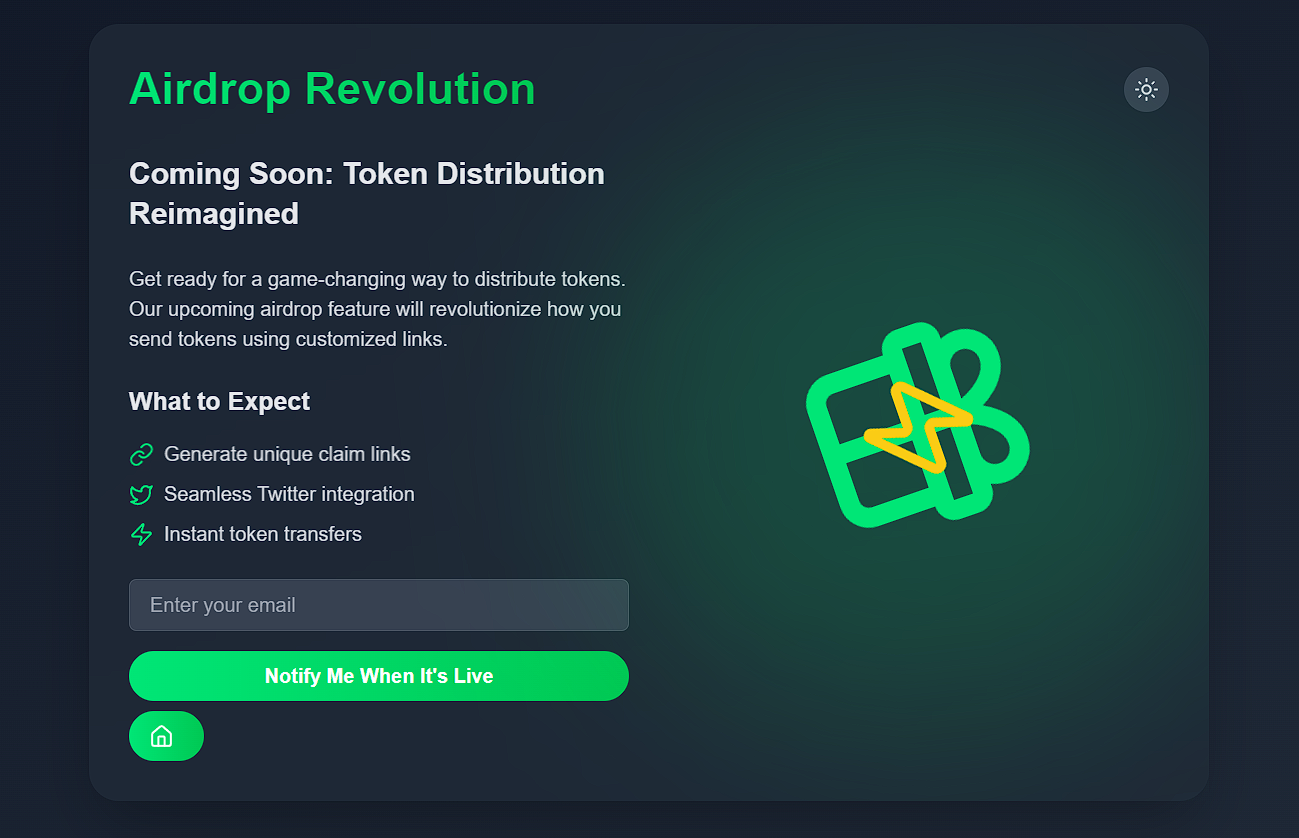 Airdrop Revolution
Coming Soon: Token Distribution
Reimagined
Get ready for a game-changing way to distribute tokens.
Our upcoming airdrop feature will revolutionize how you
send tokens using customized links.
What to Expect
Generate unique claim links
Seamless Twitter integration
Instant token transfers
Enter your email
Notify Me When It's Live